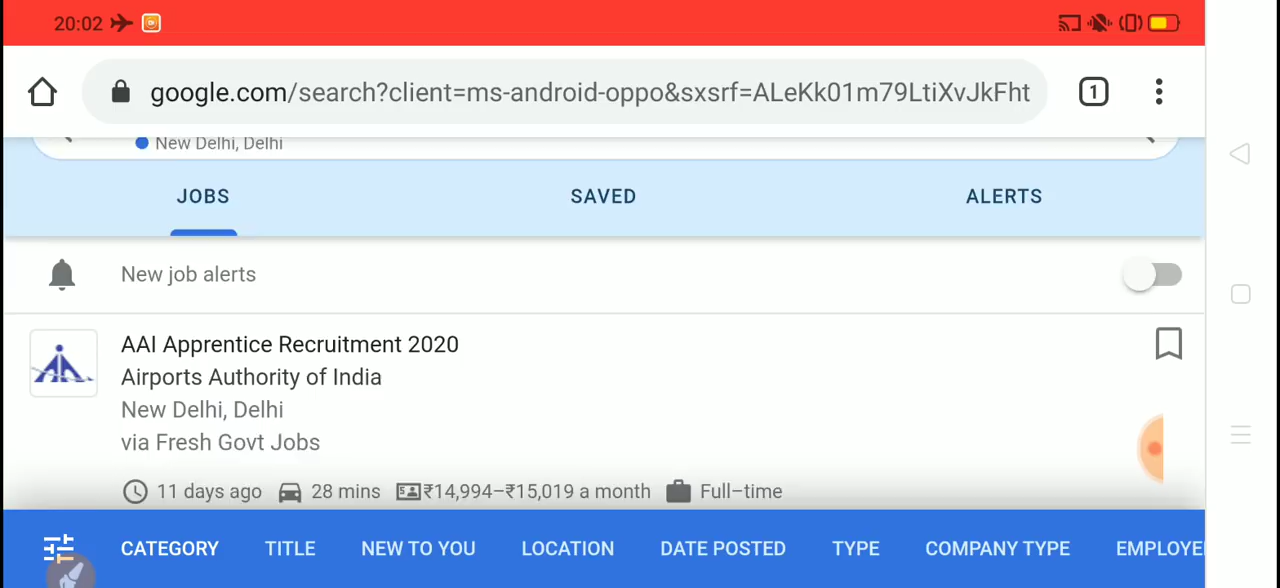 20:02
google.com/search?client=ms-android-oppo&sxsrf=ALeKk01m79LtiXvJkFht
1
New Delhi, Delhi
JOBS SAVED ALERTS
New job alerts
AAI Apprentice Recruitment 2020
Airports Authority of India
New Delhi, Delhi
via Fresh Govt Jobs
11 days ago 28 mins ₹14,994–₹15,019 a month Full–time
CATEGORY TITLE NEW TO YOU LOCATION DATE POSTED TYPE COMPANY TYPE EMPLOYE